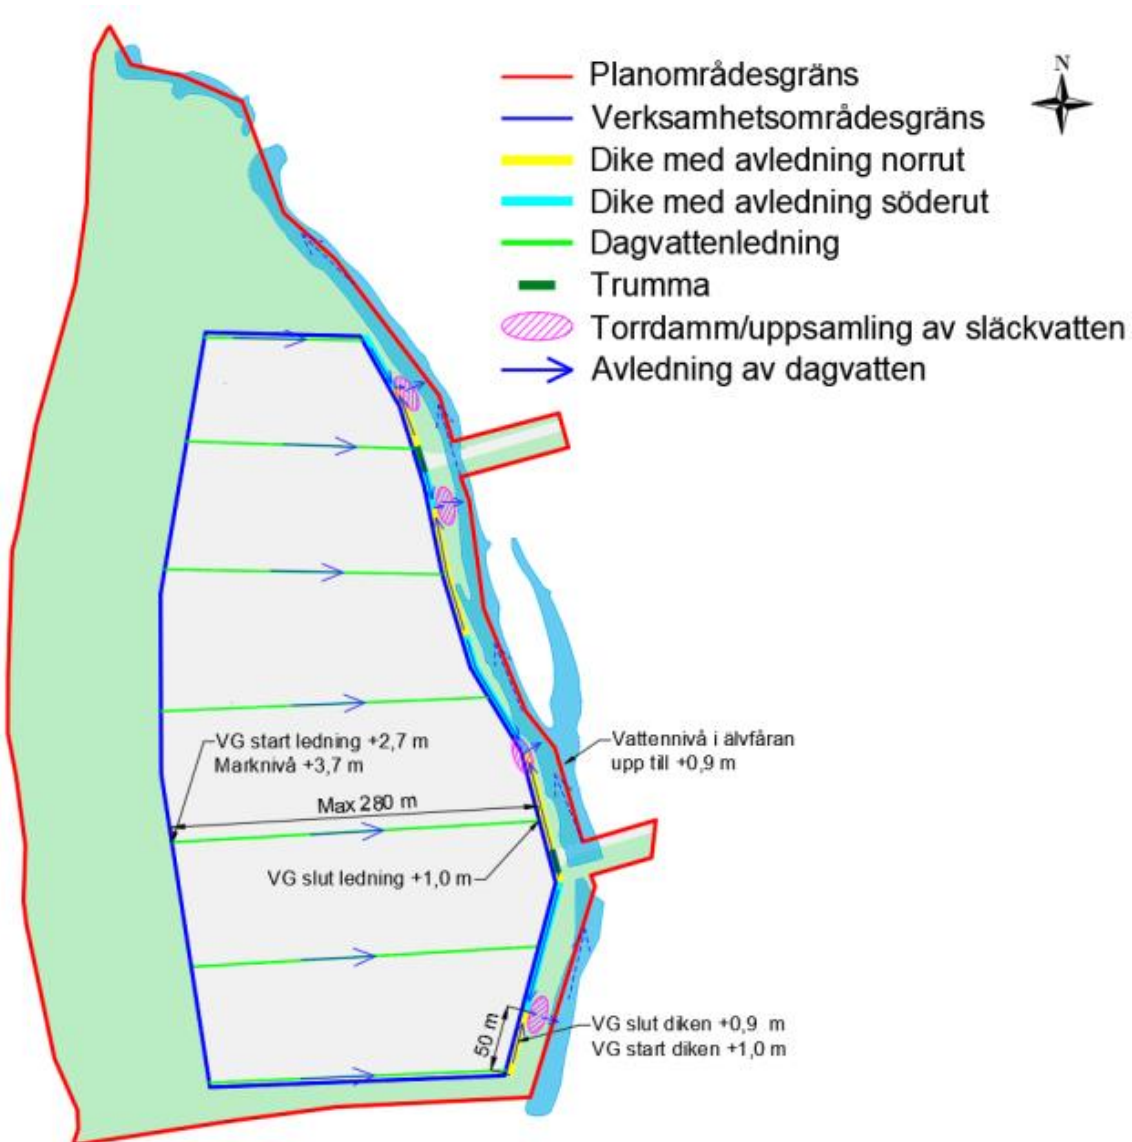 N
Planområdesgräns
Verksamhetsområdesgräns
Dike med avledning norrut
Dike med avledning söderut
Dagvattenledning
Trumma
Torrdamm/uppsamling av släckvatten
Avledning av dagvatten
VG start ledning +2,7 m
Marknivå +3,7 m
Vattennivå i älvfåran
upp till +0,9 m
Max 280 m
VG slut ledning +1,0 m
50 m
VG slut diken +0,9 m
VG start diken +1,0 m